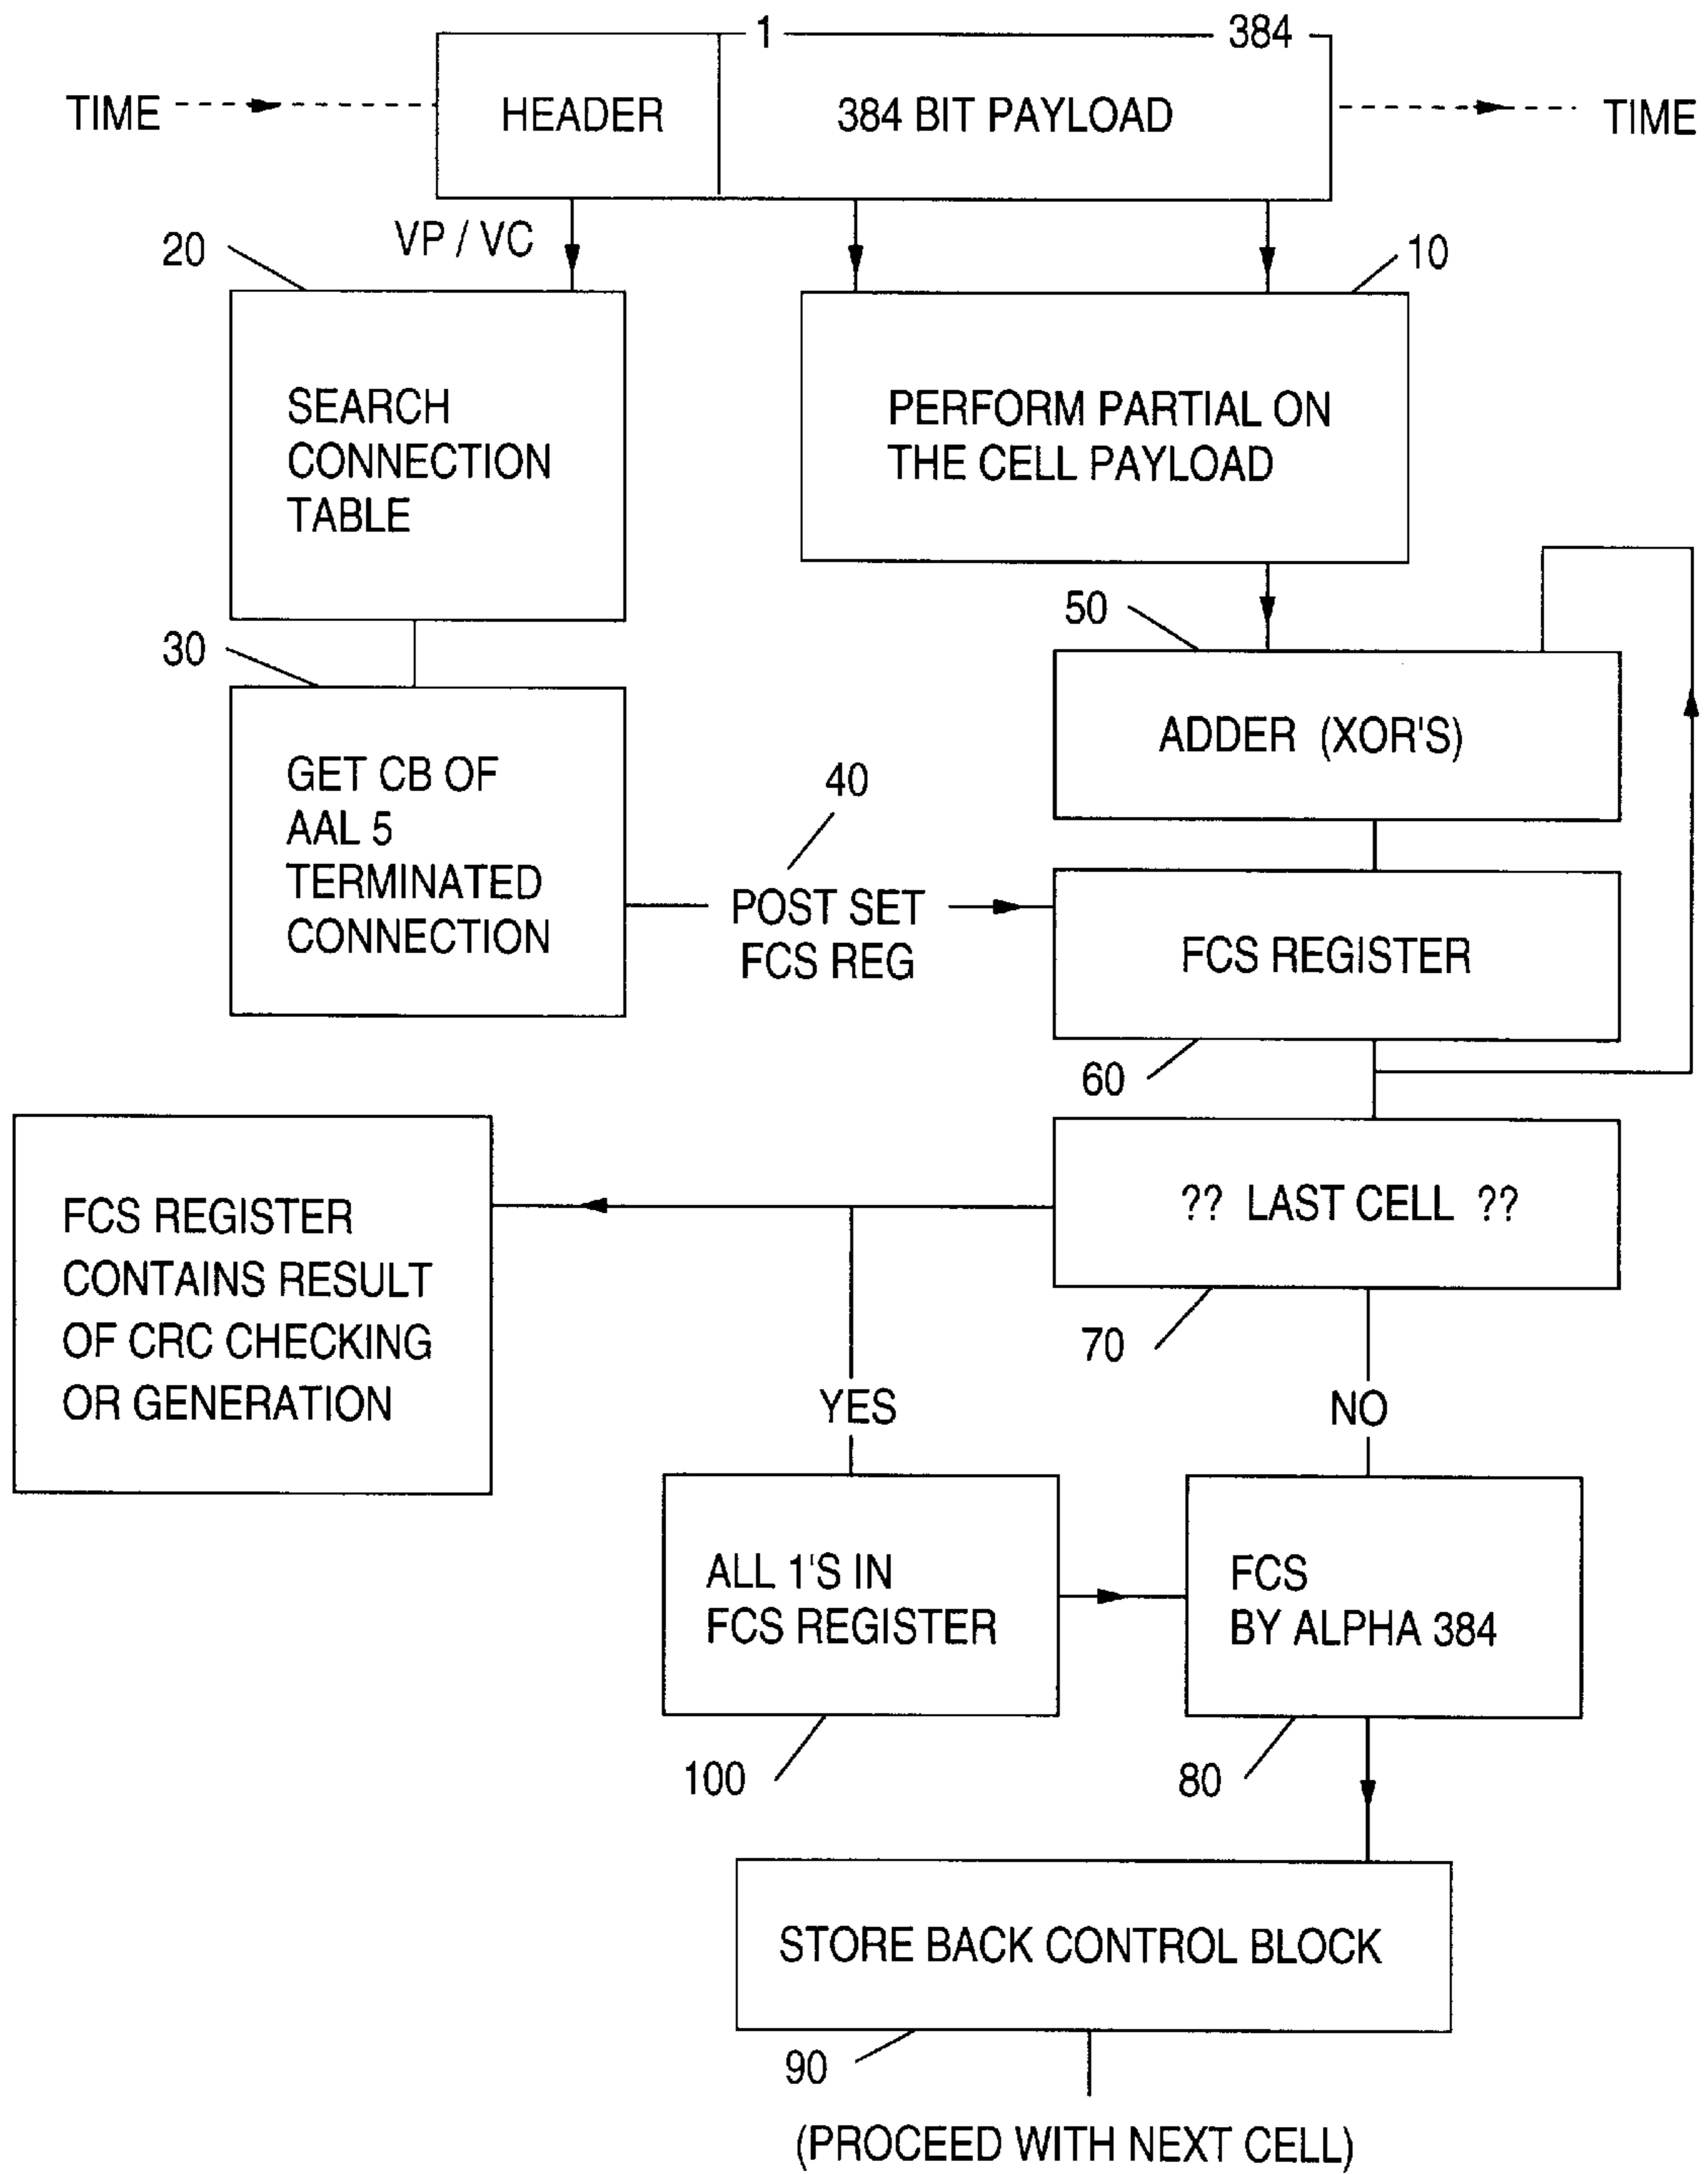 1
384
TIME
HEADER
384 BIT PAYLOAD
TIME
VP / VC
20
10
SEARCH
CONNECTION
TABLE
PERFORM PARTIAL ON
THE CELL PAYLOAD
50
30
ADDER (XOR'S)
GET CB OF
AAL 5
TERMINATED
CONNECTION
40
POST SET
FCS REG
FCS REGISTER
60
FCS REGISTER
CONTAINS RESULT
OF CRC CHECKING
OR GENERATION
?? LAST CELL ??
70
YES
NO
ALL 1'S IN
FCS REGISTER
FCS
BY ALPHA 384
100
80
STORE BACK CONTROL BLOCK
90
(PROCEED WITH NEXT CELL)